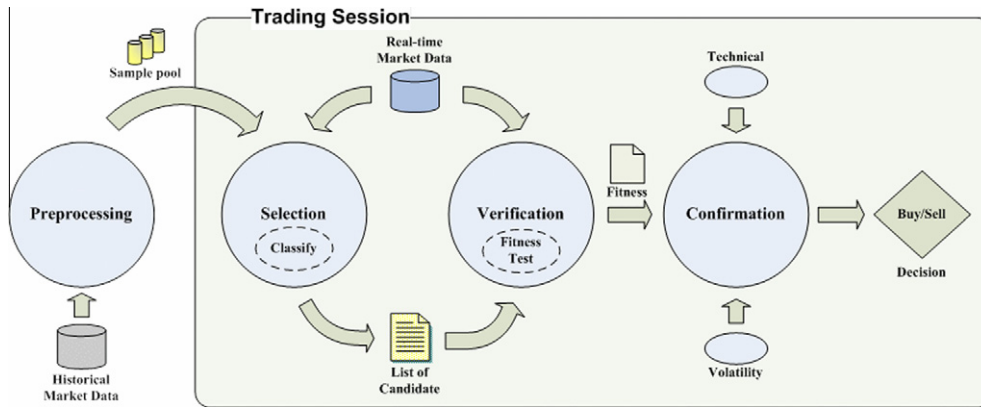 Trading Session
Sample pool
Real-time
Market Data
Technical
Preprocessing
Selection
Classify
Verification
Fitness
Test
Fitness
Confirmation
Buy/Sell
Decision
Historical
Market Data
List of
Candidate
Volatility